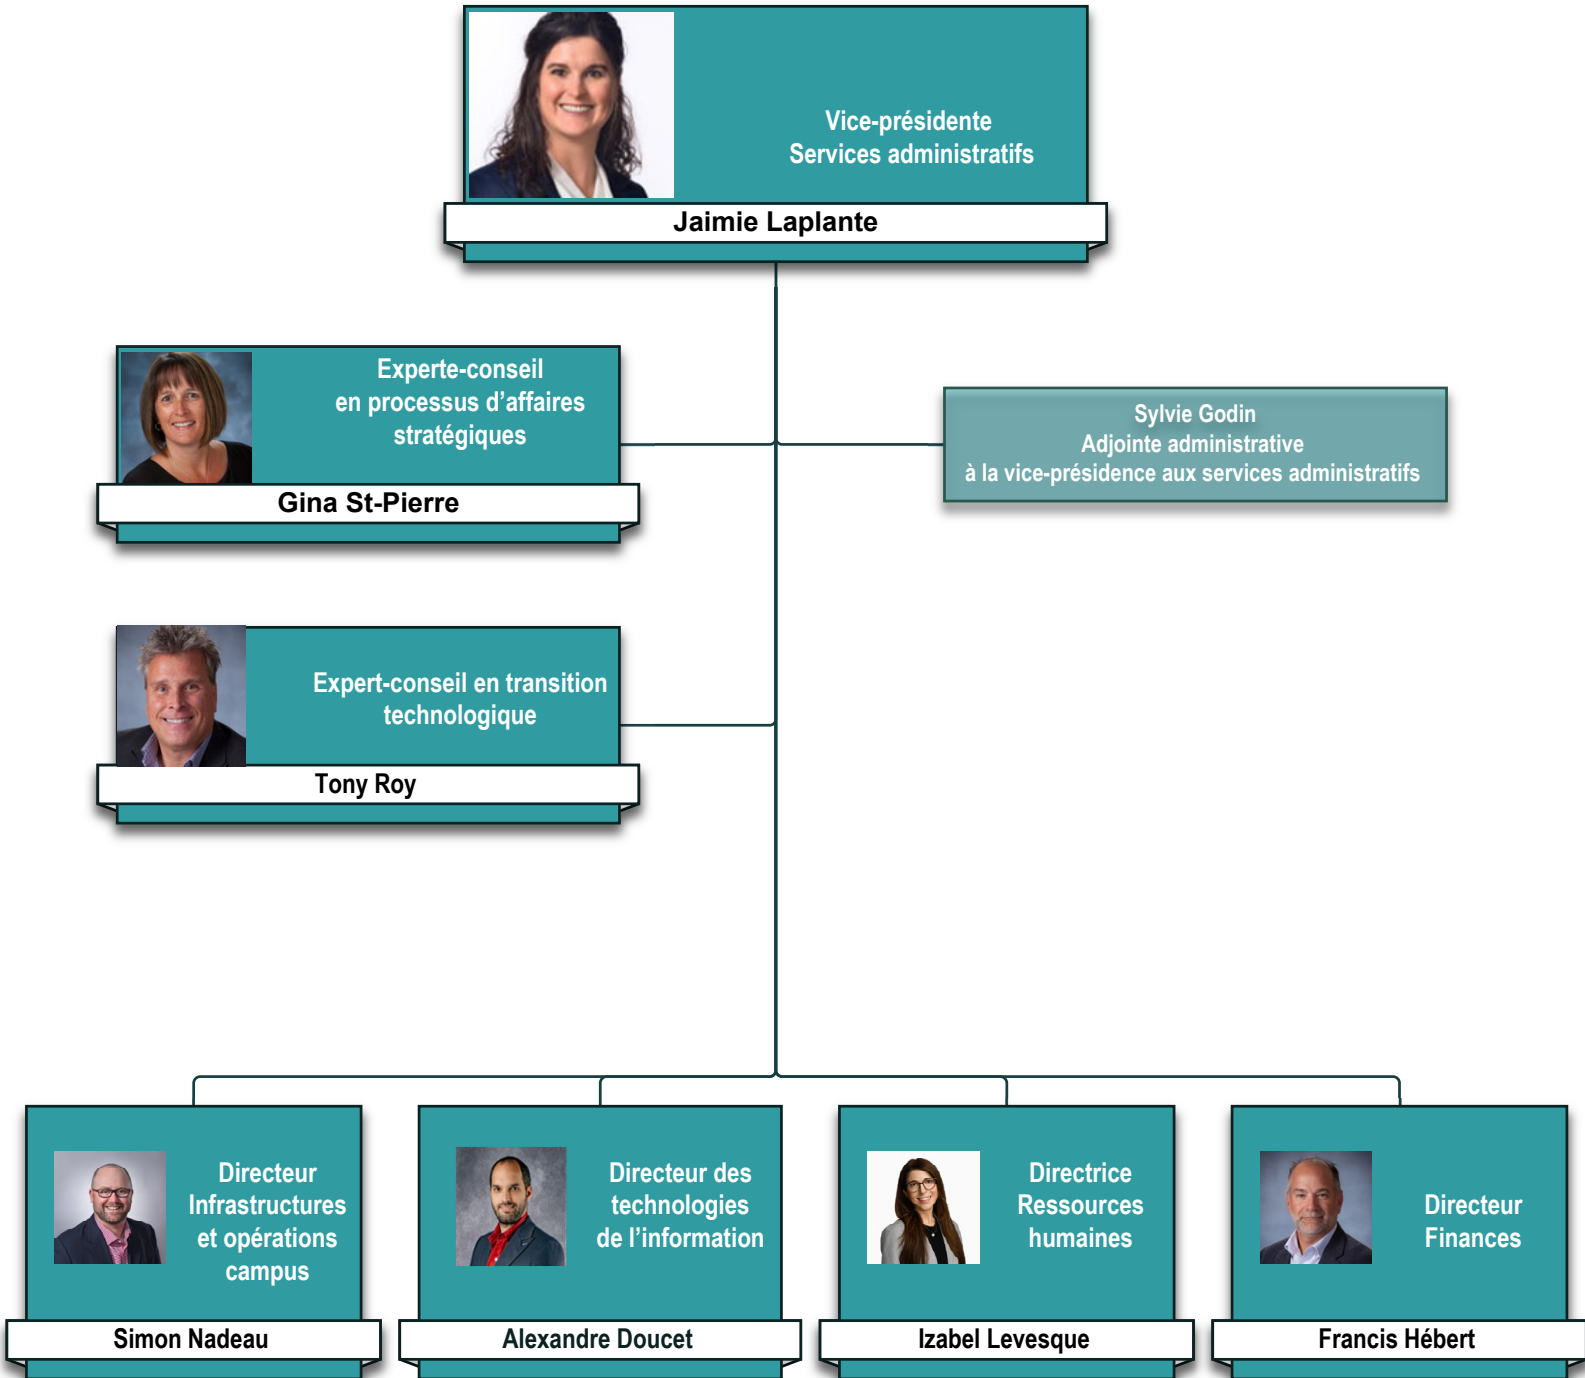 Vice-présidente
Services administratifs
Jaimie Laplante
Experte-conseil
en processus d’affaires
stratégiques
Gina St-Pierre
Sylvie Godin
Adjointe administrative
à la vice-présidence aux services administratifs
Expert-conseil en transition
technologique
Tony Roy
Directeur
Infrastructures
et opérations
campus
Simon Nadeau
Directeur des
technologies
de l’information
Alexandre Doucet
Directrice
Ressources
humaines
Izabel Levesque
Directeur
Finances
Francis Hébert